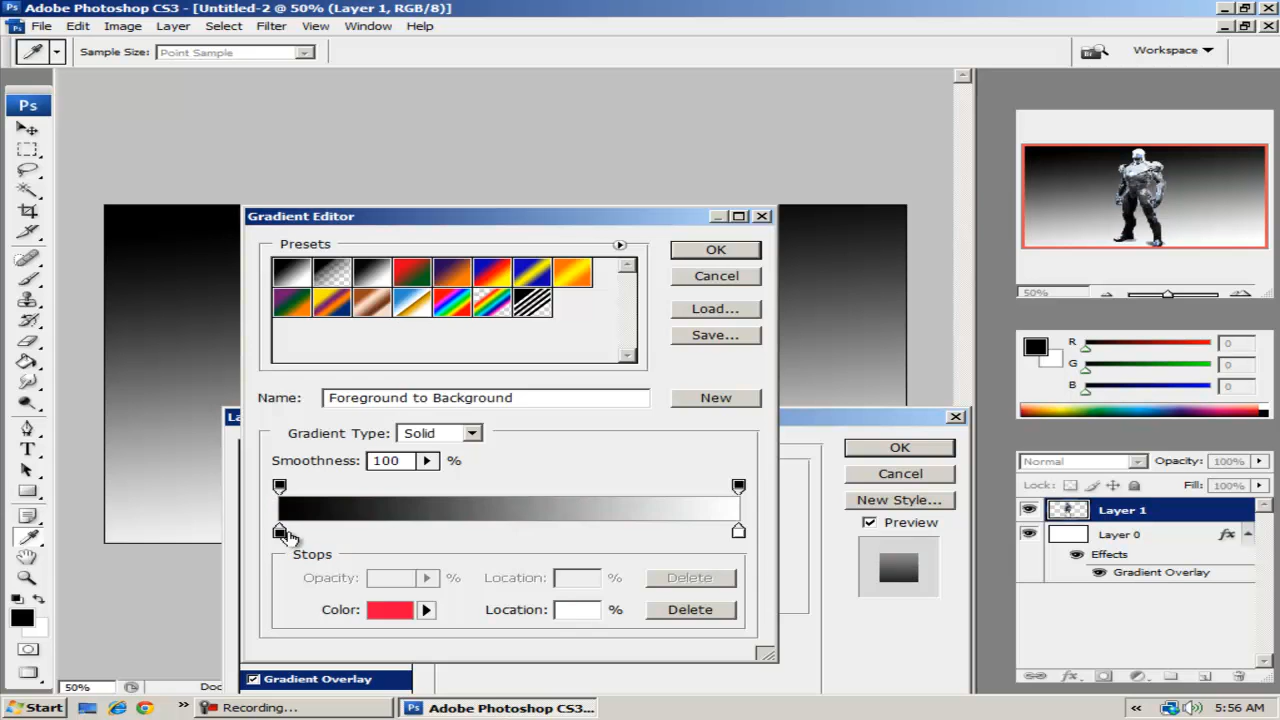 Adobe Photoshop CS3 - [Untitled-2 @ 50% (Layer 1, RGB/8)]
File Edit Image Layer Select Filter View Window Help
Sample Size: Point Sample
Workspace
Ps
Gradient Editor
Presets
OK
Cancel
Load...
Save...
Name: Foreground to Background
New
Gradient Type: Solid
Smoothness: 100 %
Stops
Opacity: % Location: % Delete
Color: Location: % Delete
OK
Cancel
New Style...
Preview
Gradient Overlay
50%
R 0
G 0
B 0
Normal Opacity: 100%
Lock: Fill: 100%
Layer 1
Layer 0 fx
Effects
Gradient Overlay
50% Doc
Start Recording... Adobe Photoshop CS3... 5:56 AM